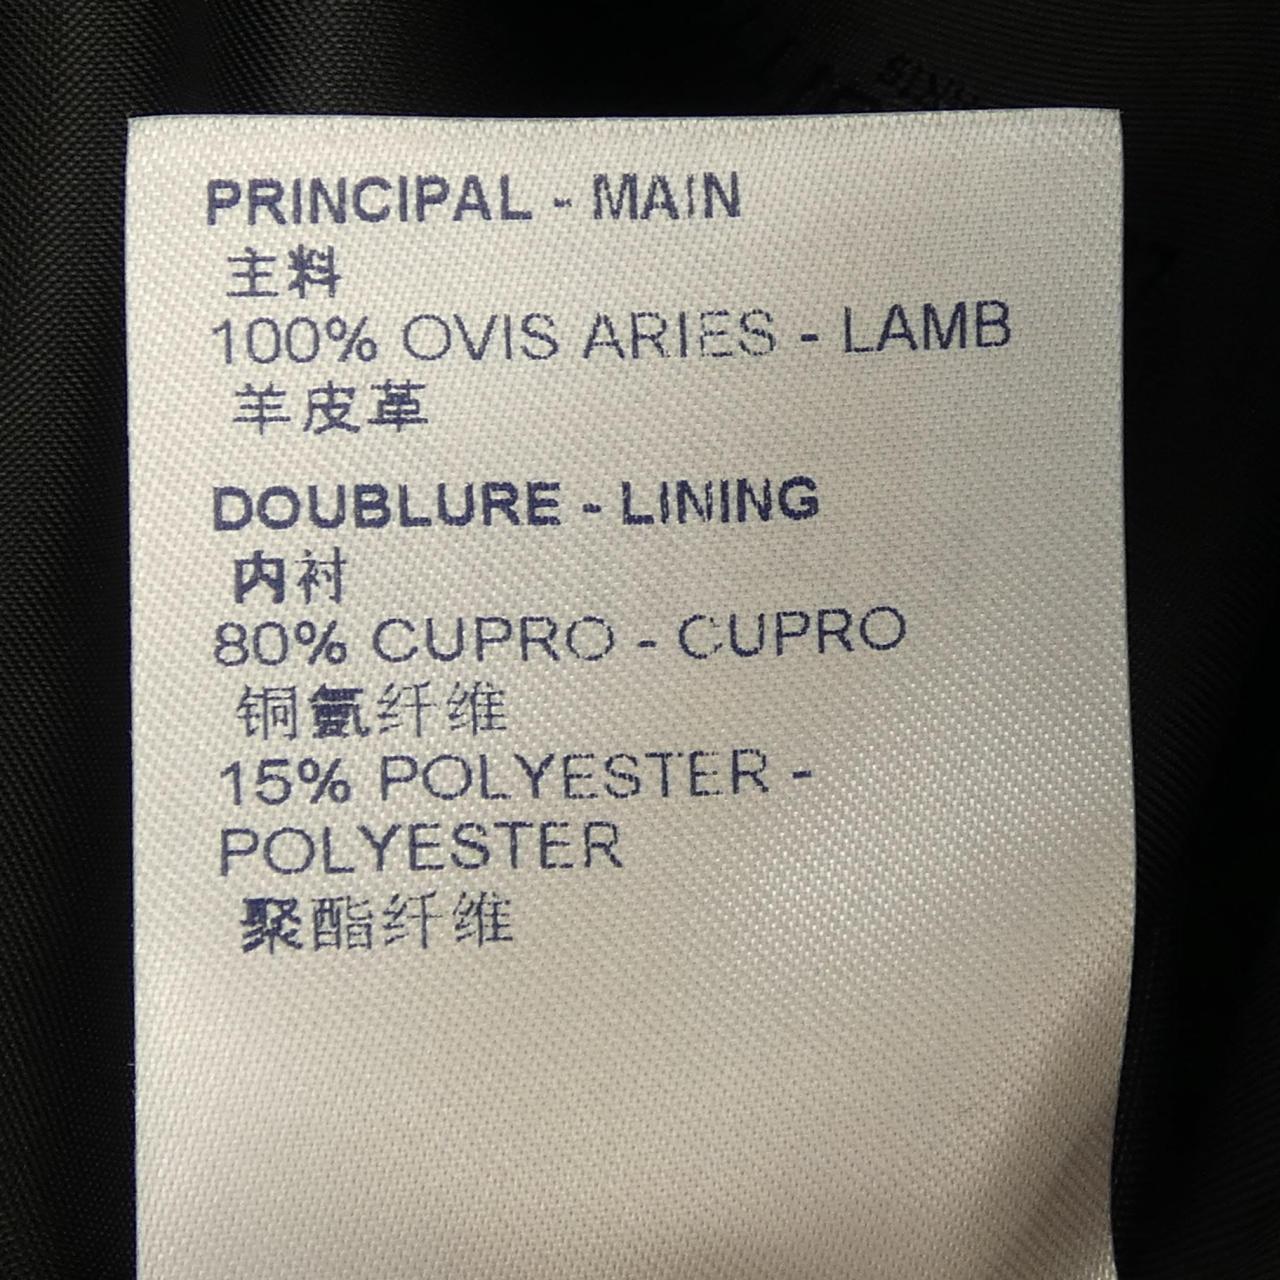 PRINCIPAL - MAIN
主料
100% OVIS ARIES - LAMB
羊皮革
DOUBLURE - LINING
内衬
80% CUPRO - CUPRO
铜氨纤维
15% POLYESTER -
POLYESTER
聚酯纤维